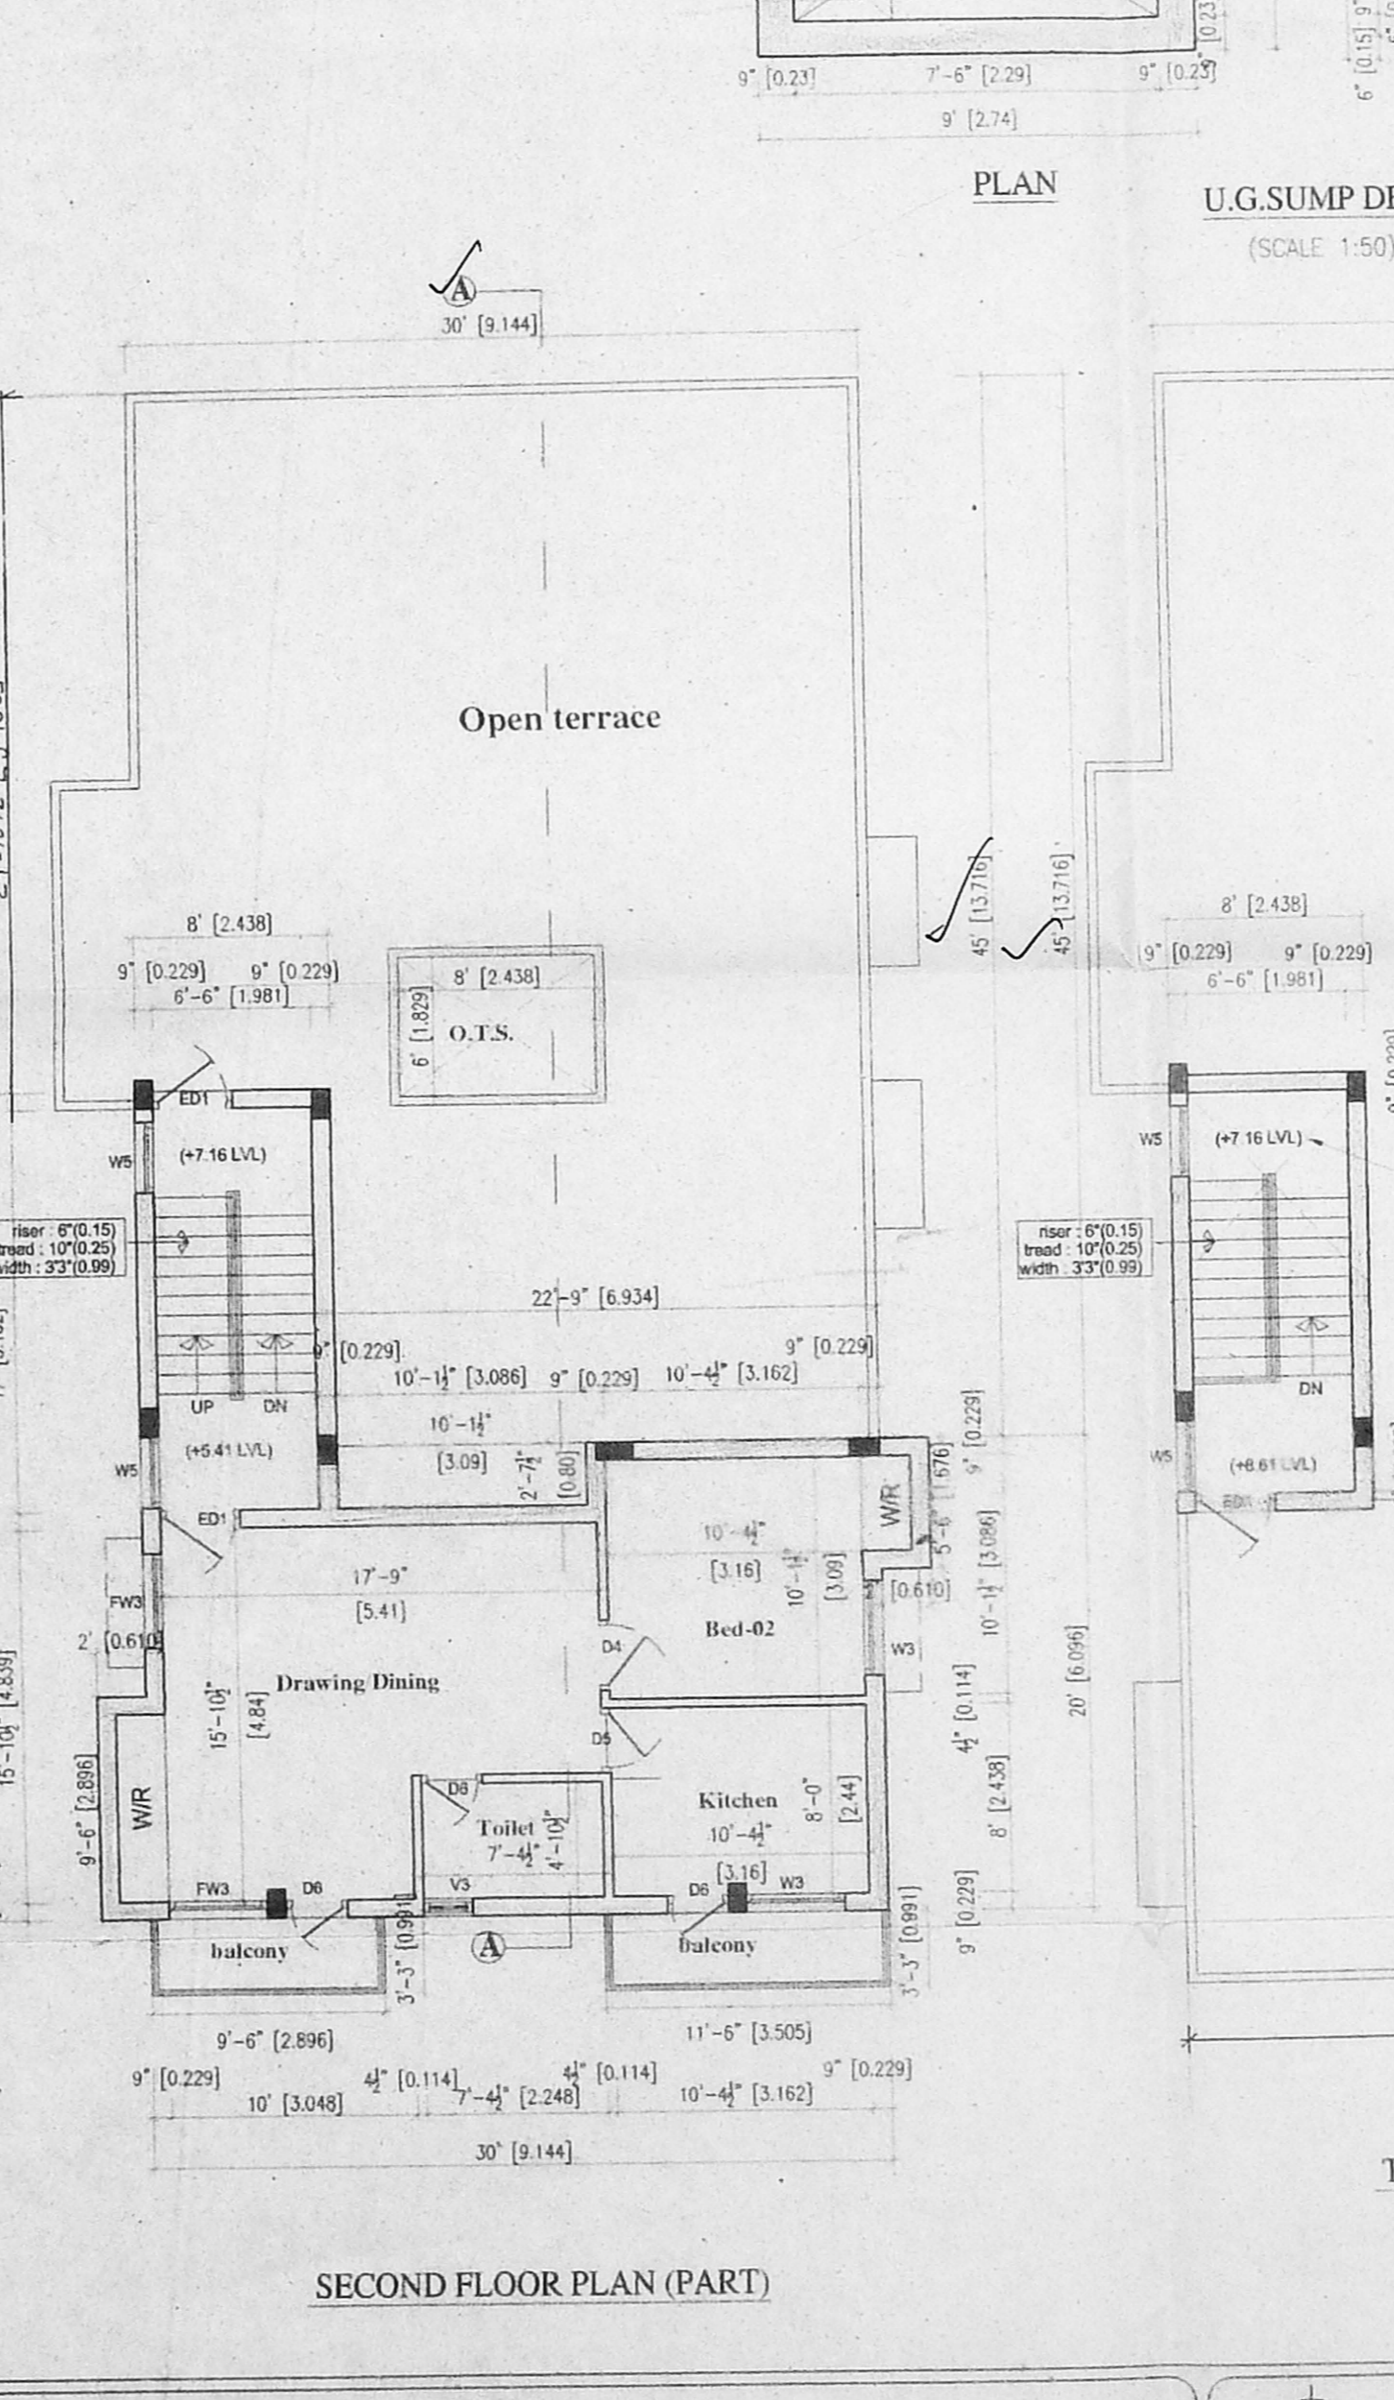 9" [0.23] 7'-6" [2.29] 9" [0.23]
9' [2.74]
PLAN
U.G.SUMP DE
(SCALE 1:50)
A
30' [9.144]
Open terrace
45' [13.716]
45' [13.716]
8' [2.438]
9" [0.229] 9" [0.229]
6'-6" [1.981]
8' [2.438]
6' [1.829]
O.T.S.
ED1
(+7.16 LVL)
W5
riser : 6"(0.15)
tread : 10"(0.25)
width : 3'3"(0.99)
22'-9" [6.934]
9" [0.229] 9" [0.229]
10'-1½" [3.086] 9" [0.229] 10'-4½" [3.162]
UP DN
10'-1½"
[3.09]
2'-7½"
[0.80]
(+5.41 LVL)
W5
ED1
9" [0.229]
W/R
10'-4½"
[3.16]
10'-1½"
[3.09]
10'-1½" [3.086]
[0.610]
17'-9"
[5.41]
FW3
2' [0.610]
Bed-02
D4
W3
Drawing Dining
15'-10½"
[4.84]
15'-10½" [4.839]
4½" [0.114]
20' [6.096]
D5
9'-6" [2.896]
W/R
D6
Toilet
7'-4½"
4'-10½"
Kitchen
10'-4½"
[3.16]
8'-0"
[2.44]
8' [2.438]
FW3 D6 V3 D6 W3
balcony
3'-3" [0.991]
A
balcony
3'-3" [0.991]
9" [0.229]
9'-6" [2.896] 11'-6" [3.505]
9" [0.229] 4½" [0.114] 4½" [0.114] 9" [0.229]
10' [3.048] 7'-4½" [2.248] 10'-4½" [3.162]
30' [9.144]
SECOND FLOOR PLAN (PART)
8' [2.438]
9" [0.229] 9" [0.229]
6'-6" [1.981]
W5
(+7.16 LVL)
riser : 6"(0.15)
tread : 10"(0.25)
width : 3'3"(0.99)
DN
W5
(+8.61 LVL)